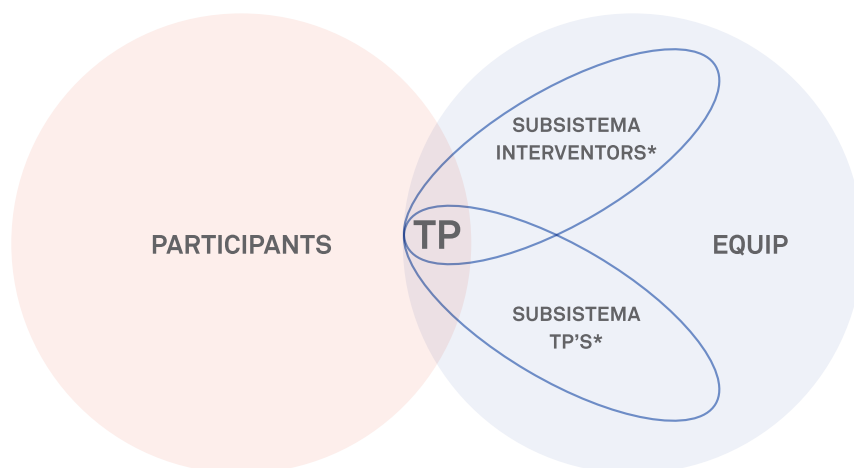 SUBSISTEMA
INTERVENTORS*
PARTICIPANTS
TP
EQUIP
SUBSISTEMA
TP'S*